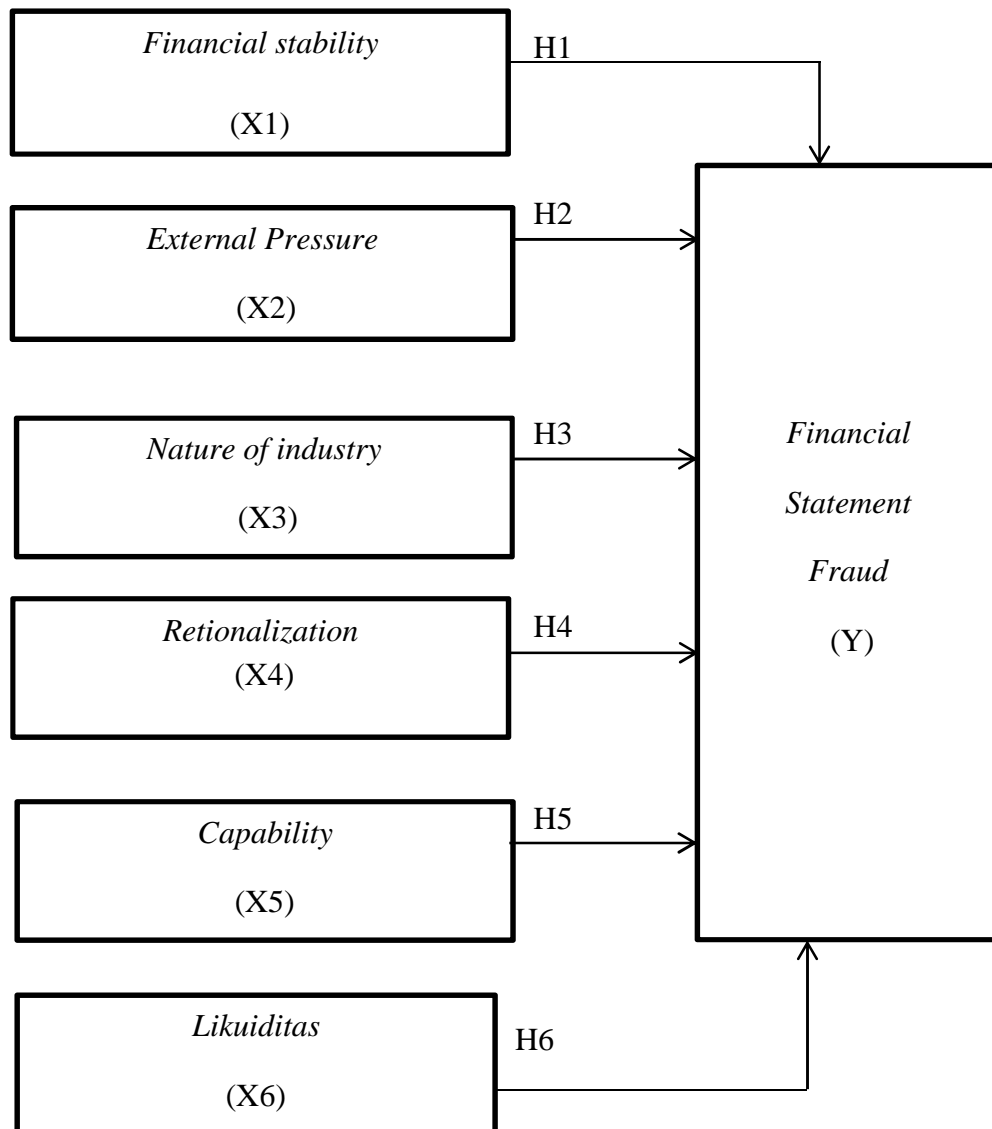 Financial stability
(X1)
H1
External Pressure
(X2)
H2
Nature of industry
(X3)
H3
Retionalization
(X4)
H4
Capability
(X5)
H5
Likuiditas
(X6)
H6
Financial
Statement
Fraud
(Y)